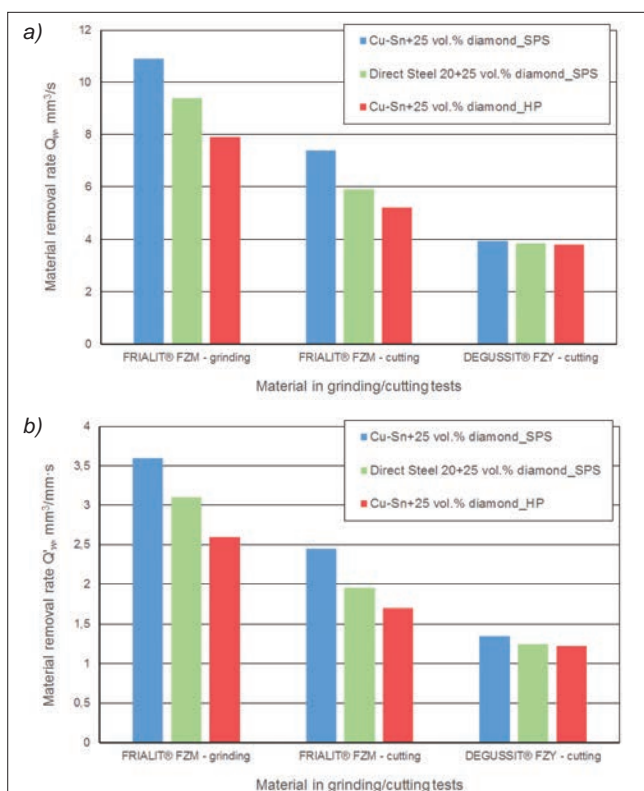 a)
12
10
8
6
4
2
0
Material removal rate Qw, mm³/s
Cu-Sn+25 vol.% diamond_SPS
Direct Steel 20+25 vol.% diamond_SPS
Cu-Sn+25 vol.% diamond_HP
FRIALIT® FZM - grinding
FRIALIT® FZM - cutting
DEGUSSIT® FZY - cutting
Material in grinding/cutting tests
b)
4
3,5
3
2,5
2
1,5
1
0,5
0
Material removal rate Q'w, mm³/mm·s
Cu-Sn+25 vol.% diamond_SPS
Direct Steel 20+25 vol.% diamond_SPS
Cu-Sn+25 vol.% diamond_HP
FRIALIT® FZM - grinding
FRIALIT® FZM - cutting
DEGUSSIT® FZY - cutting
Material in grinding/cutting tests